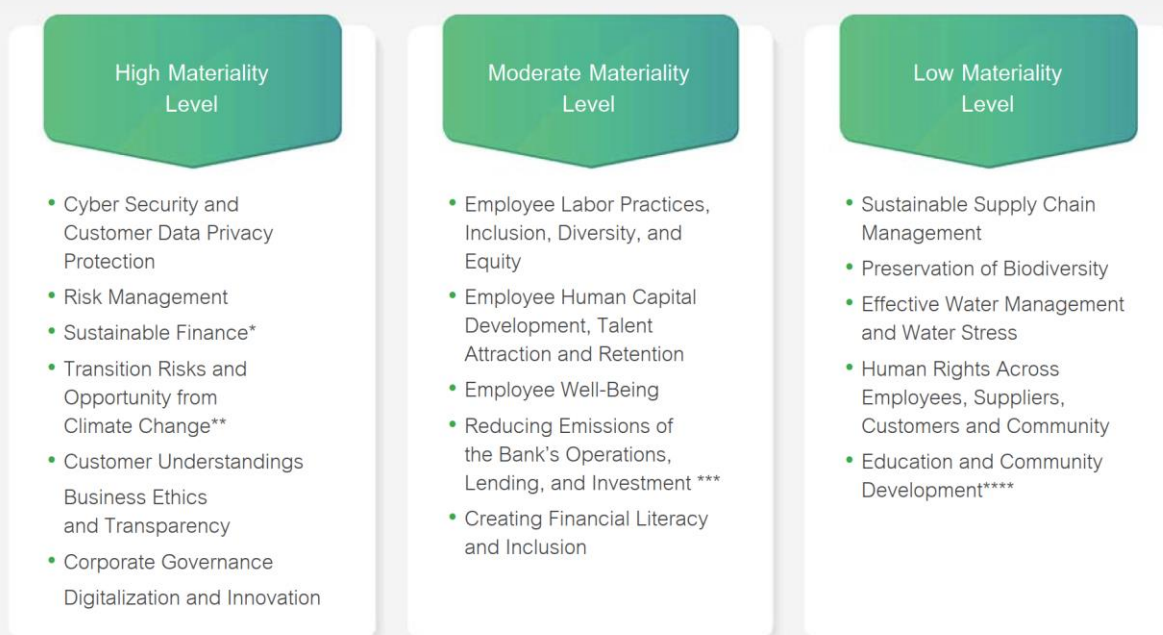 High Materiality
Level
• Cyber Security and
Customer Data Privacy
Protection
• Risk Management
• Sustainable Finance*
• Transition Risks and
Opportunity from
Climate Change**
• Customer Understandings
Business Ethics
and Transparency
• Corporate Governance
Digitalization and Innovation
Moderate Materiality
Level
• Employee Labor Practices,
Inclusion, Diversity, and
Equity
• Employee Human Capital
Development, Talent
Attraction and Retention
• Employee Well-Being
• Reducing Emissions of
the Bank’s Operations,
Lending, and Investment ***
• Creating Financial Literacy
and Inclusion
Low Materiality
Level
• Sustainable Supply Chain
Management
• Preservation of Biodiversity
• Effective Water Management
and Water Stress
• Human Rights Across
Employees, Suppliers,
Customers and Community
• Education and Community
Development****